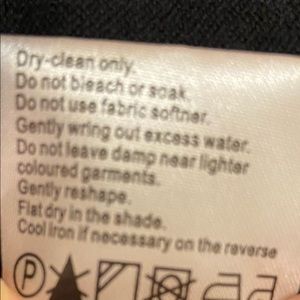 Dry-clean only.
Do not bleach or soak.
Do not use fabric softner.
Gently wring out excess water.
Do not leave damp near lighter
coloured garments.
Gently reshape.
Flat dry in the shade.
Cool iron if necessary on the reverse
P